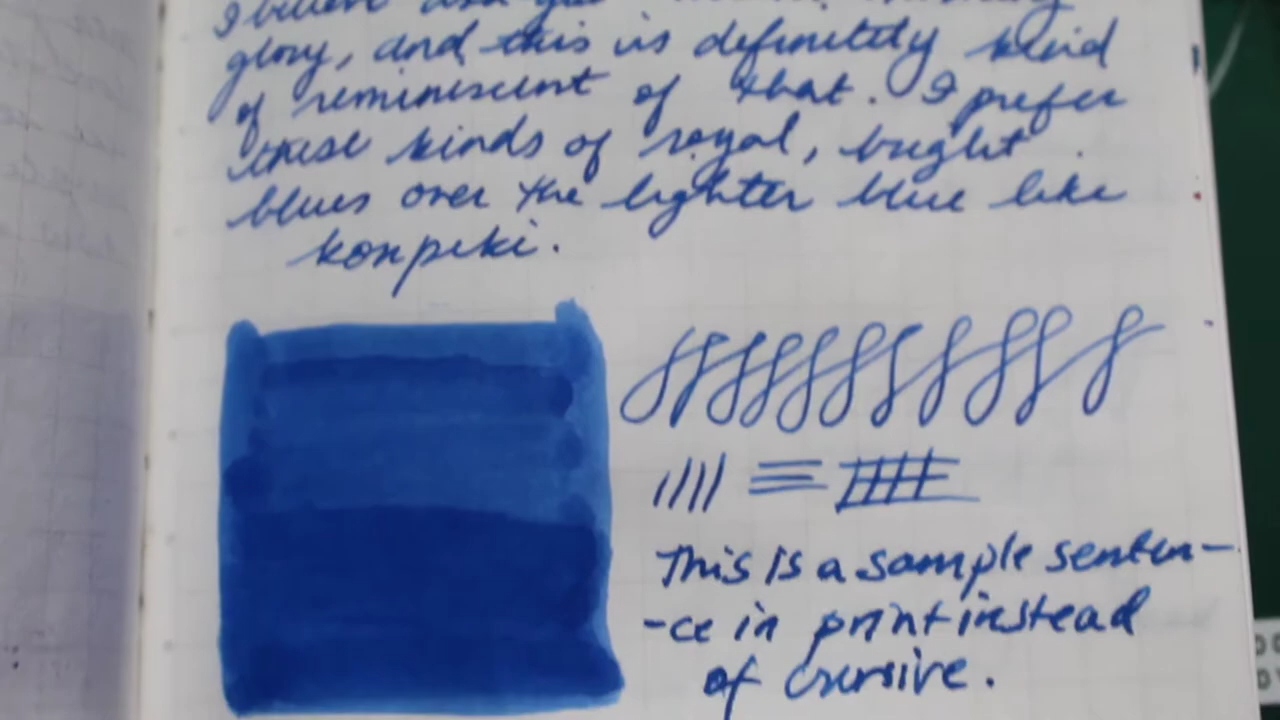 I believe
glory, and this is definitely kind
of reminiscent of that. I prefer
these kinds of royal, bright
blues over the lighter blue like
konpeki.
This is a sample senten-
-ce in print instead
of cursive.